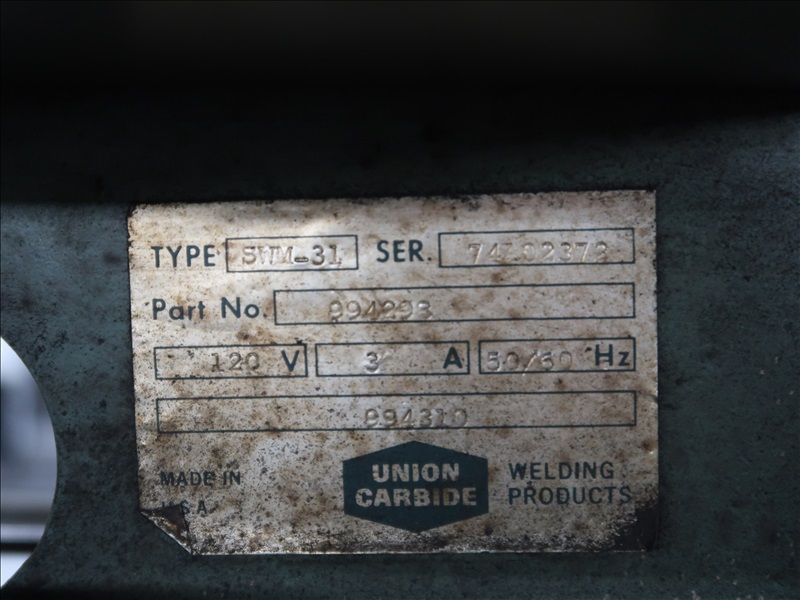 TYPE SWM-31 SER.
Part No. 994298
120 V 3 A 50/60 Hz
994310
MADE IN
U.S.A.
UNION
CARBIDE
WELDING
PRODUCTS